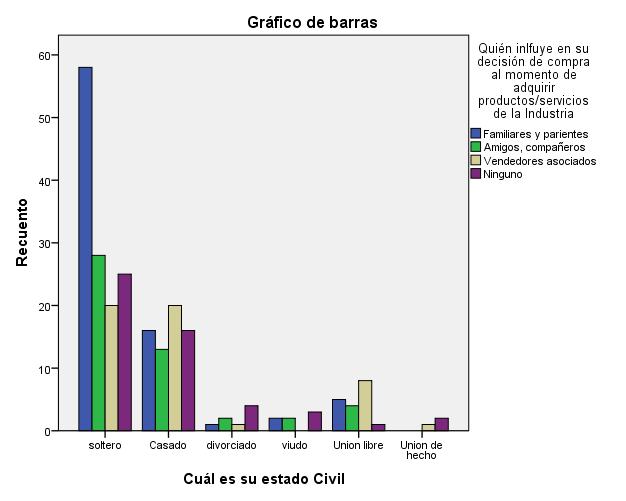 Gráfico de barras
Quién inlfuye en su
decisión de compra
al momento de
adquirir
productos/servicios
de la Industria
Familiares y parientes
Amigos, compañeros
Vendedores asociados
Ninguno
Recuento
60
50
40
30
20
10
0
soltero Casado divorciado viudo Union libre Union de
hecho
Cuál es su estado Civil